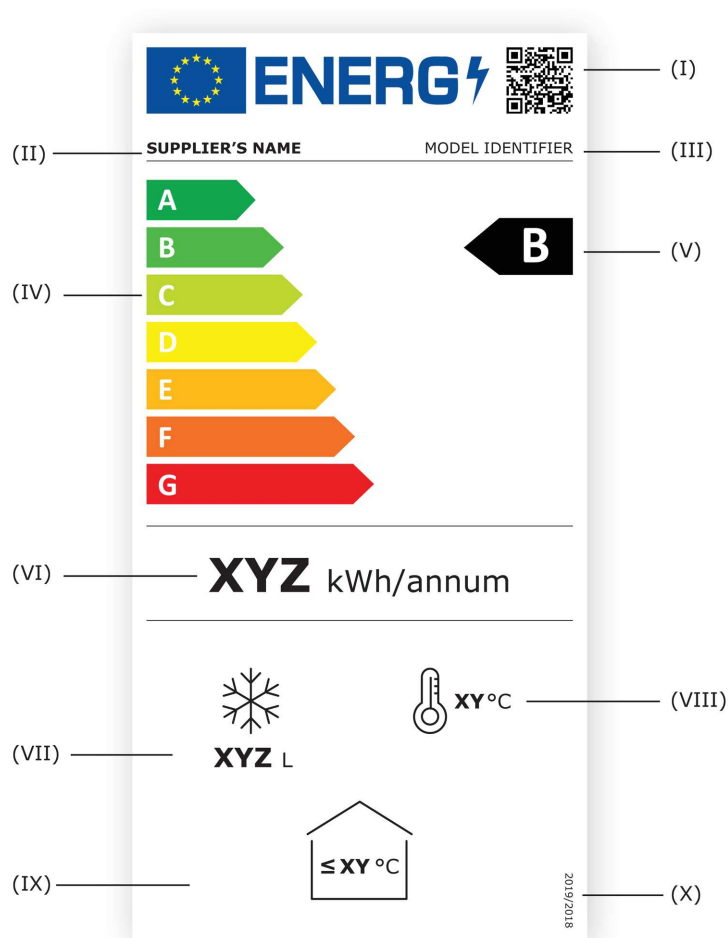 ENERG
(I)
(II)
SUPPLIER'S NAME
MODEL IDENTIFIER
(III)
A
B
B
(V)
(IV)
C
D
E
F
G
(VI)
XYZ kWh/annum
XY°C
(VIII)
(VII)
XYZ L
≤ XY °C
(IX)
2019/2018
(X)